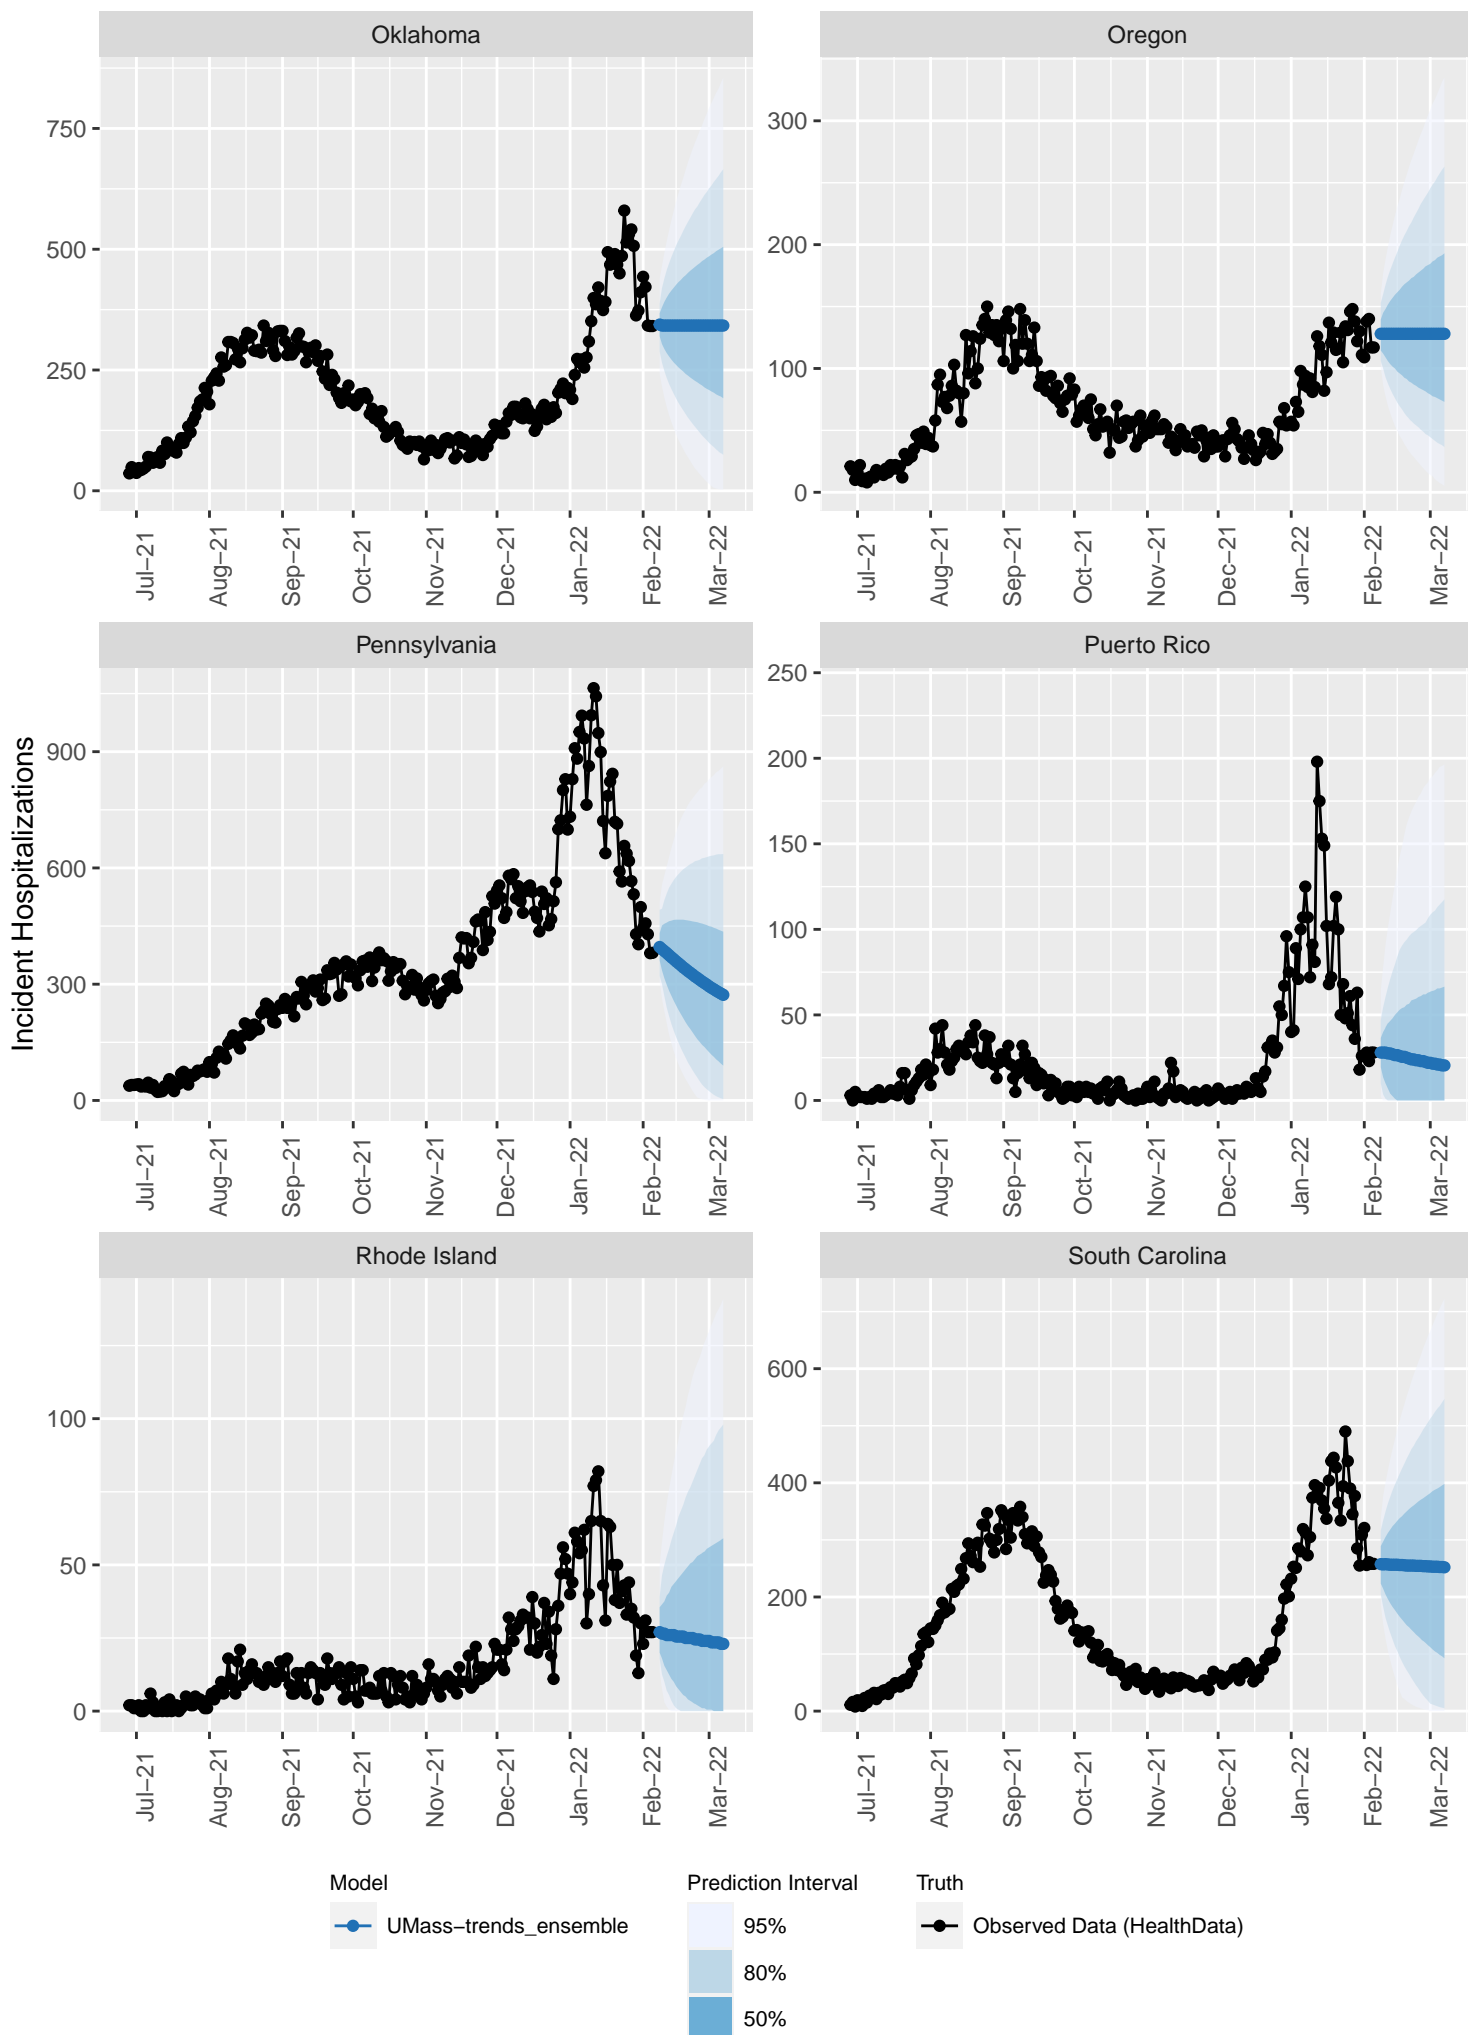 Oklahoma
Oregon
750
500
250
0
300
200
100
0
Jul−21
Aug−21
Sep−21
Oct−21
Nov−21
Dec−21
Jan−22
Feb−22
Mar−22
Jul−21
Aug−21
Sep−21
Oct−21
Nov−21
Dec−21
Jan−22
Feb−22
Mar−22
Incident Hospitalizations
Pennsylvania
Puerto Rico
900
600
300
0
250
200
150
100
50
0
Jul−21
Aug−21
Sep−21
Oct−21
Nov−21
Dec−21
Jan−22
Feb−22
Mar−22
Jul−21
Aug−21
Sep−21
Oct−21
Nov−21
Dec−21
Jan−22
Feb−22
Mar−22
Rhode Island
South Carolina
100
50
0
600
400
200
0
Jul−21
Aug−21
Sep−21
Oct−21
Nov−21
Dec−21
Jan−22
Feb−22
Mar−22
Jul−21
Aug−21
Sep−21
Oct−21
Nov−21
Dec−21
Jan−22
Feb−22
Mar−22
Model
UMass−trends_ensemble
Prediction Interval
95%
80%
50%
Truth
Observed Data (HealthData)